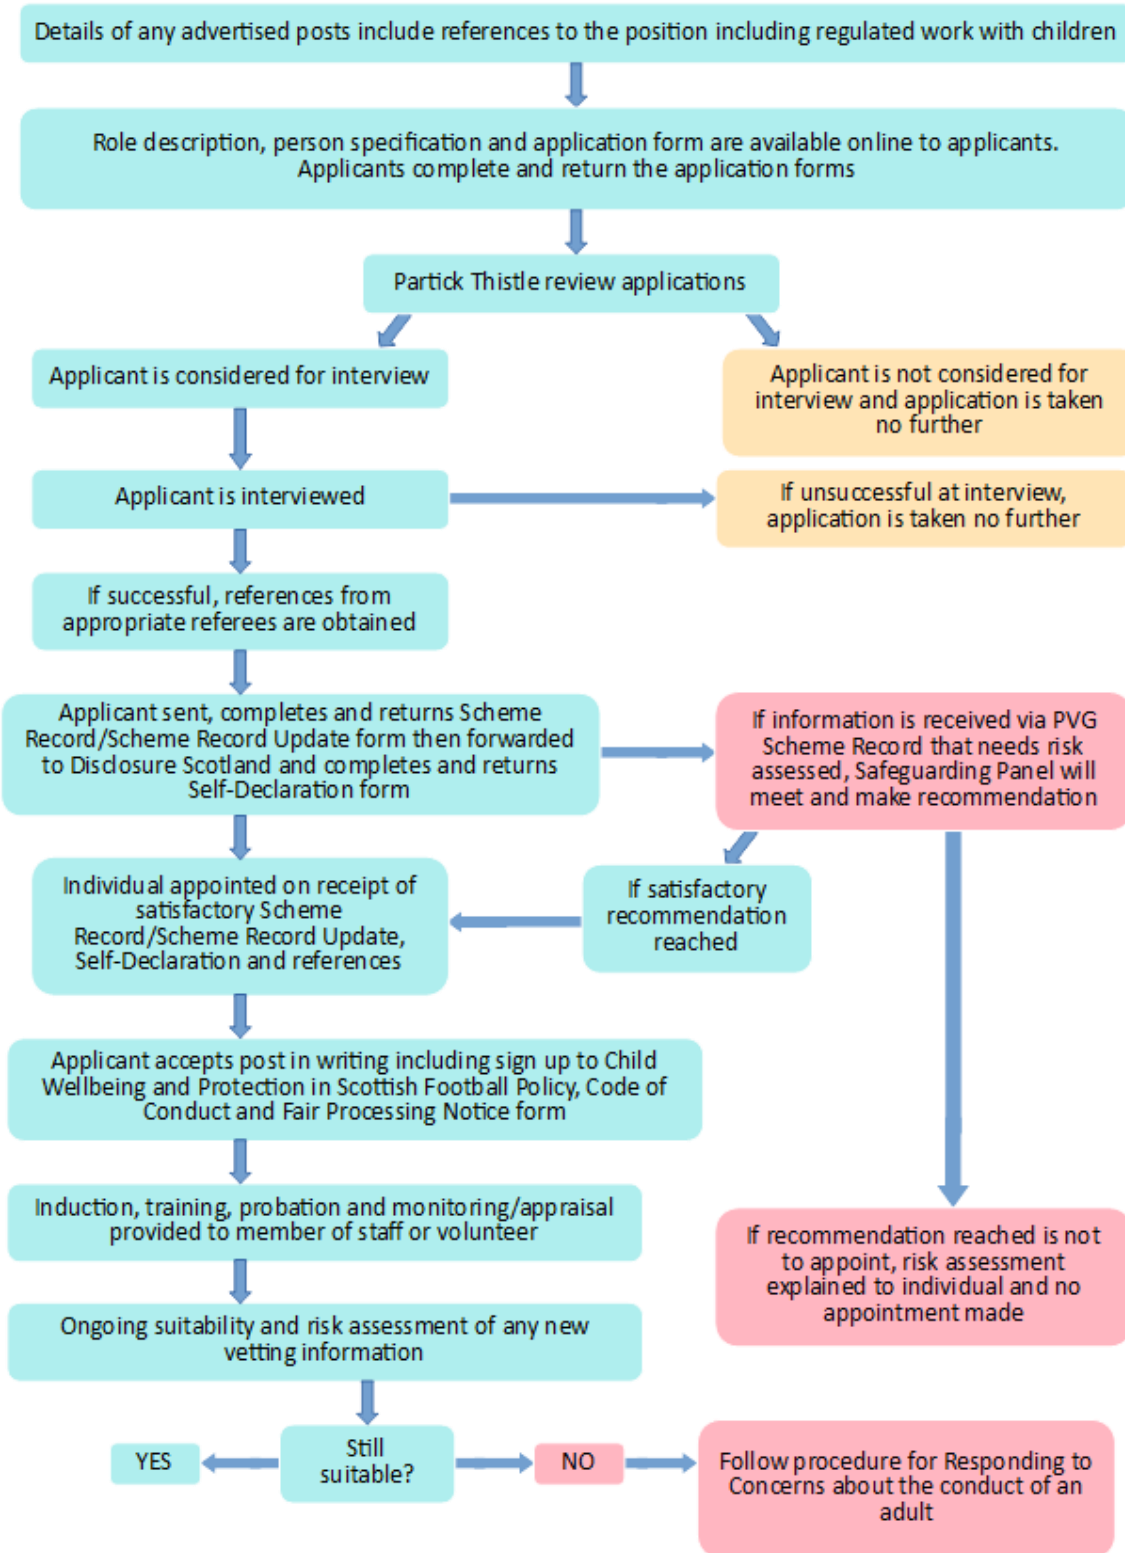 Details of any advertised posts include references to the position including regulated work with children
Role description, person specification and application form are available online to applicants.
Applicants complete and return the application forms
Partick Thistle review applications
Applicant is considered for interview
Applicant is not considered for
interview and application is taken
no further
Applicant is interviewed
If unsuccessful at interview,
application is taken no further
If successful, references from
appropriate referees are obtained
Applicant sent, completes and returns Scheme
Record/Scheme Record Update form then forwarded
to Disclosure Scotland and completes and returns
Self-Declaration form
If information is received via PVG
Scheme Record that needs risk
assessed, Safeguarding Panel will
meet and make recommendation
If satisfactory
recommendation
reached
Individual appointed on receipt of
satisfactory Scheme
Record/Scheme Record Update,
Self-Declaration and references
Applicant accepts post in writing including sign up to Child
Wellbeing and Protection in Scottish Football Policy, Code of
Conduct and Fair Processing Notice form
Induction, training, probation and monitoring/appraisal
provided to member of staff or volunteer
If recommendation reached is not
to appoint, risk assessment
explained to individual and no
appointment made
Ongoing suitability and risk assessment of any new
vetting information
Still
suitable?
YES
NO
Follow procedure for Responding to
Concerns about the conduct of an
adult